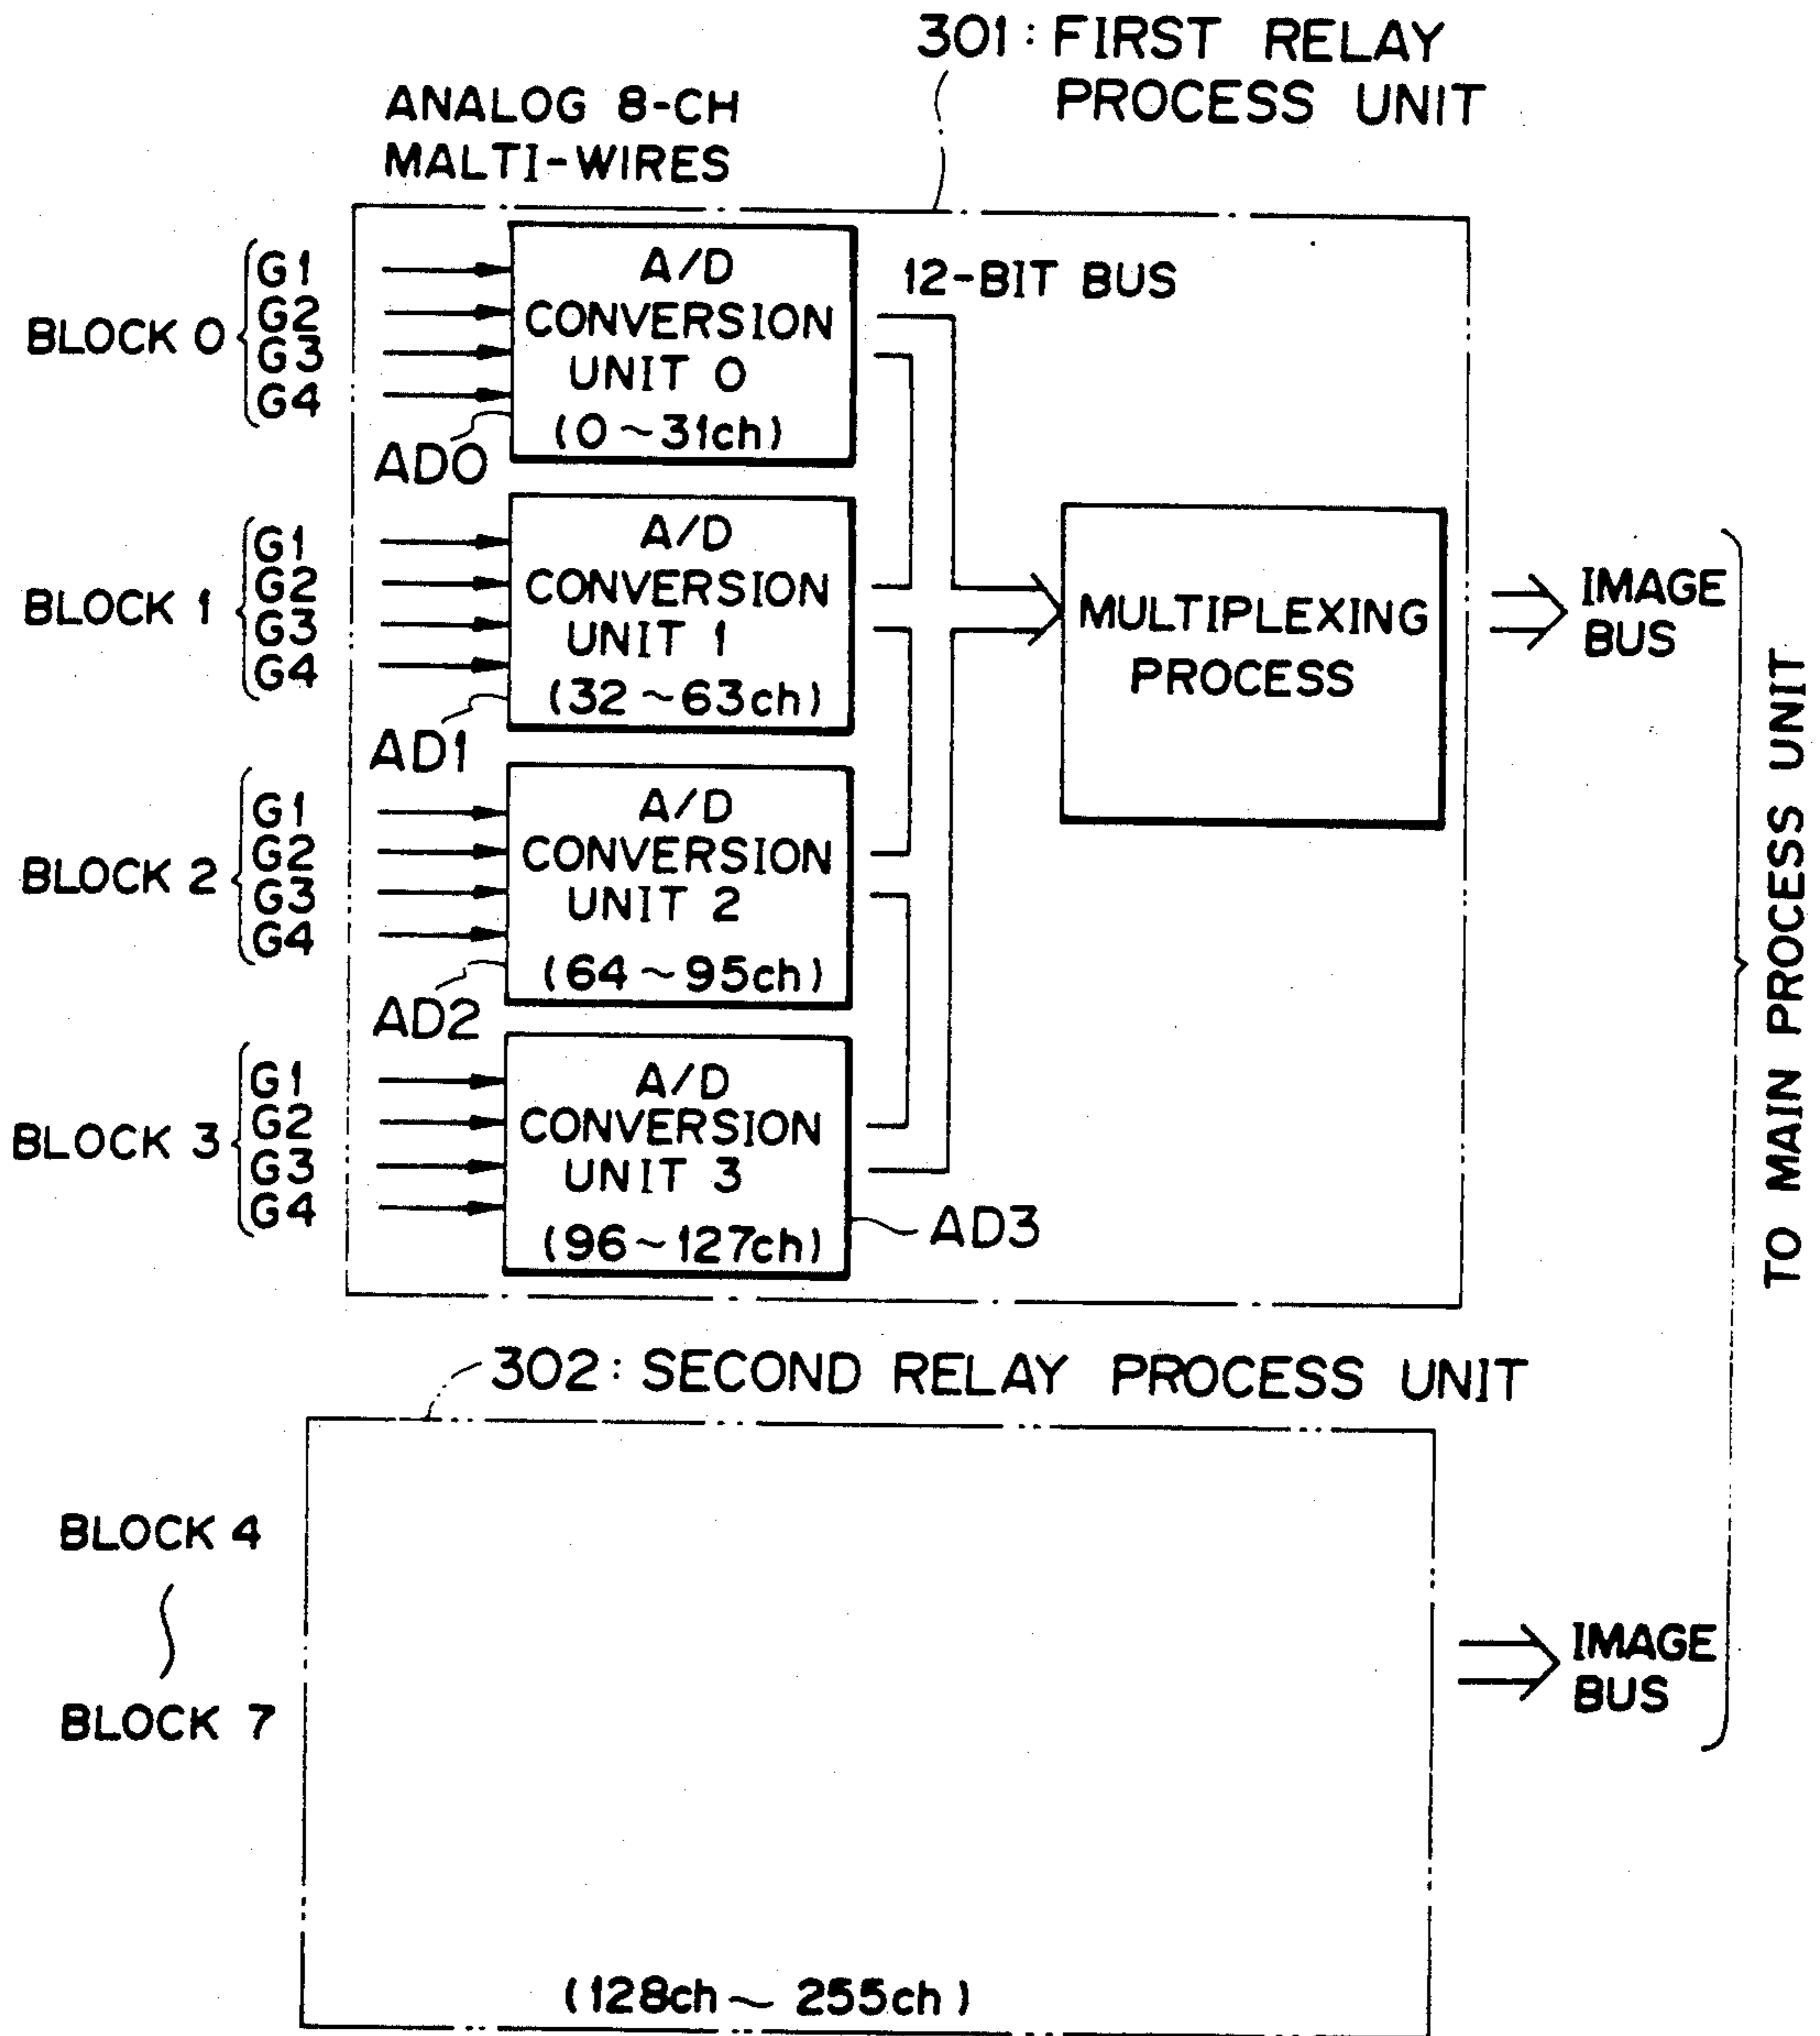 301: FIRST RELAY
PROCESS UNIT
ANALOG 8-CH
MALTI-WIRES
BLOCK 0
G1
G2
G3
G4
A/D
CONVERSION
UNIT 0
(0~31ch)
AD0
12-BIT BUS
BLOCK 1
G1
G2
G3
G4
A/D
CONVERSION
UNIT 1
(32~63ch)
AD1
MULTIPLEXING
PROCESS
IMAGE
BUS
BLOCK 2
G1
G2
G3
G4
A/D
CONVERSION
UNIT 2
(64~95ch)
AD2
BLOCK 3
G1
G2
G3
G4
A/D
CONVERSION
UNIT 3
(96~127ch)
AD3
TO MAIN PROCESS UNIT
302: SECOND RELAY PROCESS UNIT
BLOCK 4
BLOCK 7
IMAGE
BUS
(128ch~255ch)